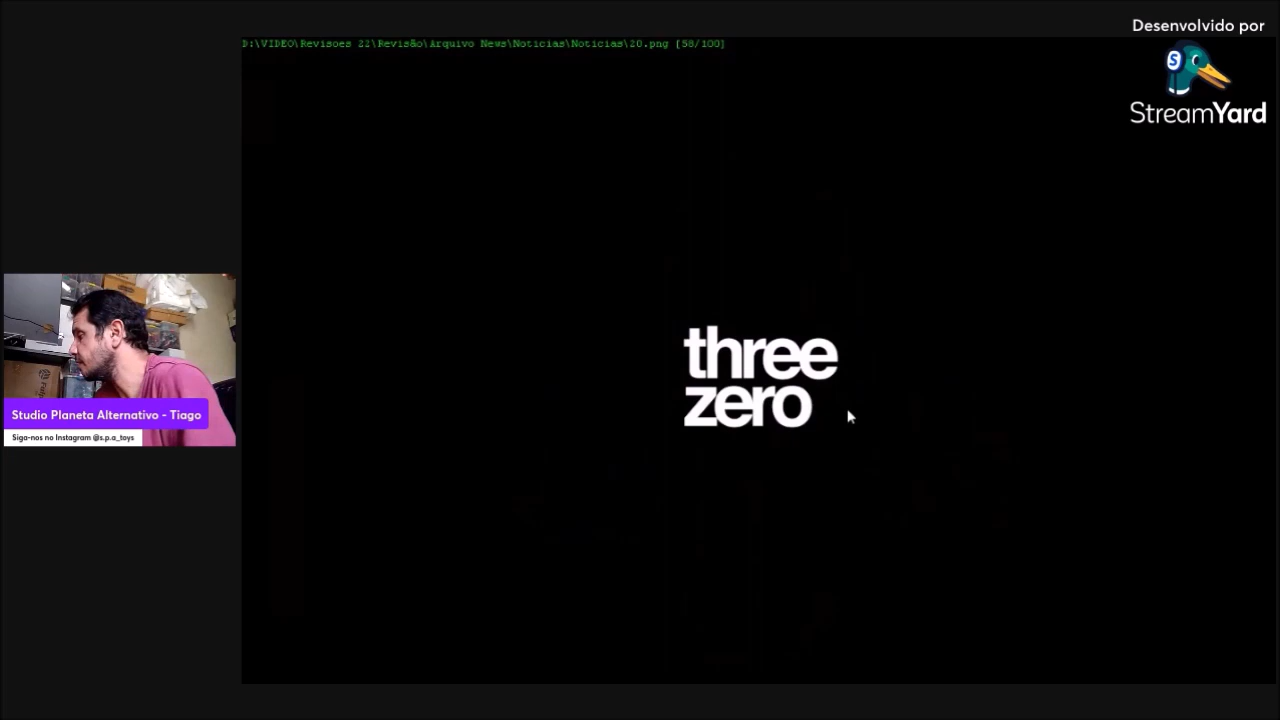 Desenvolvido por
StreamYard
D:\VIDEO\Revisoes 22\Revisão\Arquivo News\Noticias\Noticias\20.png [58/100]
three
zero
Studio Planeta Alternativo - Tiago
Siga-nos no Instagram @s.p.a_toys